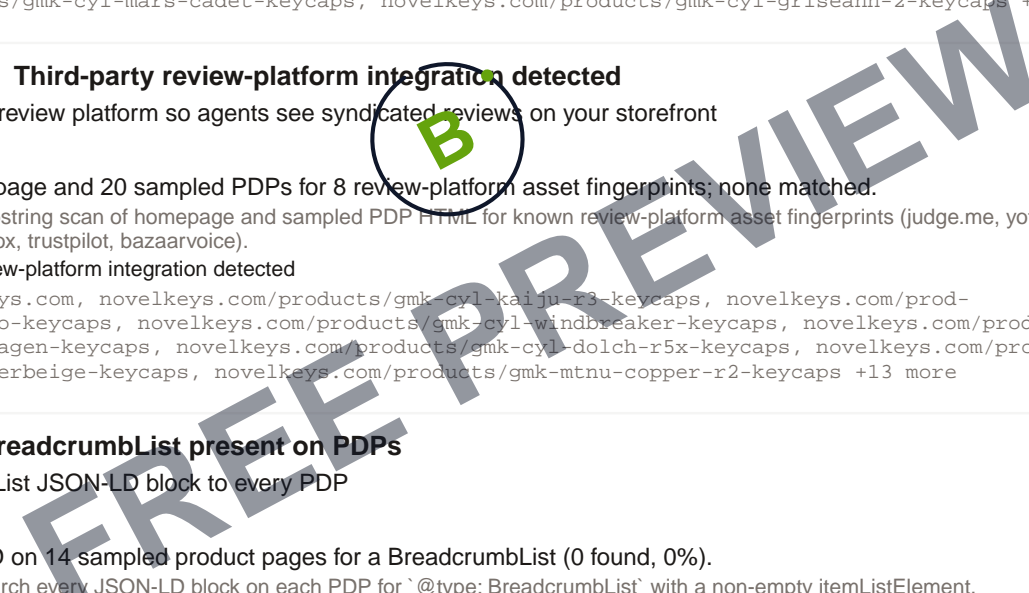 s/gmk-cyl-mars-cadet-keycaps, novelkeys.com/products/gmk-cyl-griseann-2-keycaps +
Third-party review-platform integration detected
review platform so agents see syndicated reviews on your storefront
B
page and 20 sampled PDPs for 8 review-platform asset fingerprints; none matched.
string scan of homepage and sampled PDP HTML for known review-platform asset fingerprints (judge.me, yo
ox, trustpilot, bazaarvoice).
ew-platform integration detected
ys.com, novelkeys.com/products/gmk-cyl-kaiju-r3-keycaps, novelkeys.com/prod-
o-keycaps, novelkeys.com/products/gmk-cyl-windbreaker-keycaps, novelkeys.com/prod
agen-keycaps, novelkeys.com/products/gmk-cyl-dolch-r5x-keycaps, novelkeys.com/pro
erbeige-keycaps, novelkeys.com/products/gmk-mtnu-copper-r2-keycaps +13 more
readcrumbList present on PDPs
List JSON-LD block to every PDP
D on 14 sampled product pages for a BreadcrumbList (0 found, 0%).
rch every JSON-LD block on each PDP for `@type: BreadcrumbList` with a non-empty itemListElement.
FREE PREVIEW